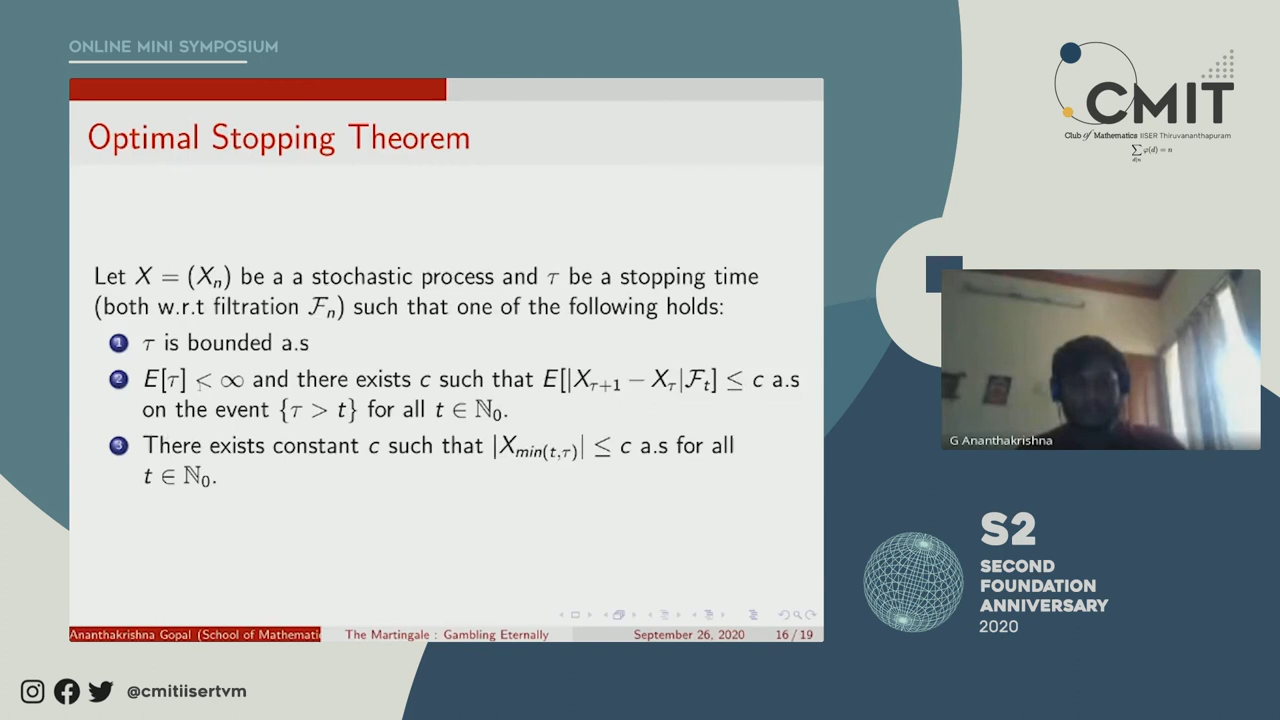 ONLINE MINI SYMPOSIUM
Optimal Stopping Theorem
Let X = (Xₙ) be a a stochastic process and τ be a stopping time
(both w.r.t filtration ℱₙ) such that one of the following holds:
1 τ is bounded a.s
2 E[τ] < ∞ and there exists c such that E[|X_{τ+1} − X_τ|ℱ_t] ≤ c a.s
on the event {τ > t} for all t ∈ ℕ₀.
3 There exists constant c such that |X_{min(t,τ)}| ≤ c a.s for all
t ∈ ℕ₀.
Ananthakrishna Gopal (School of Mathemati The Martingale : Gambling Eternally September 26, 2020 16 / 19
CMIT
Club of Mathematics IISER Thiruvananthapuram
∑_{d|n} φ(d) = n
G Ananthakrishna
S2
SECOND
FOUNDATION
ANNIVERSARY
2020
@cmitiisertvm